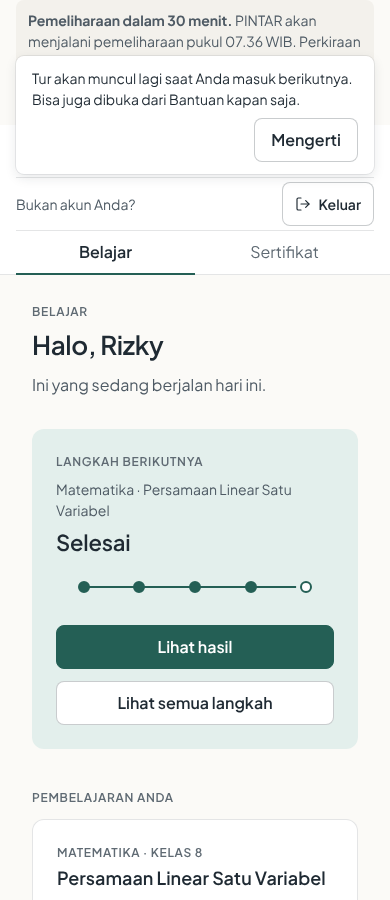 Pemeliharaan dalam 30 menit. PINTAR akan
menjalani pemeliharaan pukul 07.36 WIB. Perkiraan
Tur akan muncul lagi saat Anda masuk berikutnya.
Bisa juga dibuka dari Bantuan kapan saja.
Mengerti
Bukan akun Anda?
Keluar
Belajar
Sertifikat
BELAJAR
Halo, Rizky
Ini yang sedang berjalan hari ini.
LANGKAH BERIKUTNYA
Matematika · Persamaan Linear Satu
Variabel
Selesai
Lihat hasil
Lihat semua langkah
PEMBELAJARAN ANDA
MATEMATIKA · KELAS 8
Persamaan Linear Satu Variabel